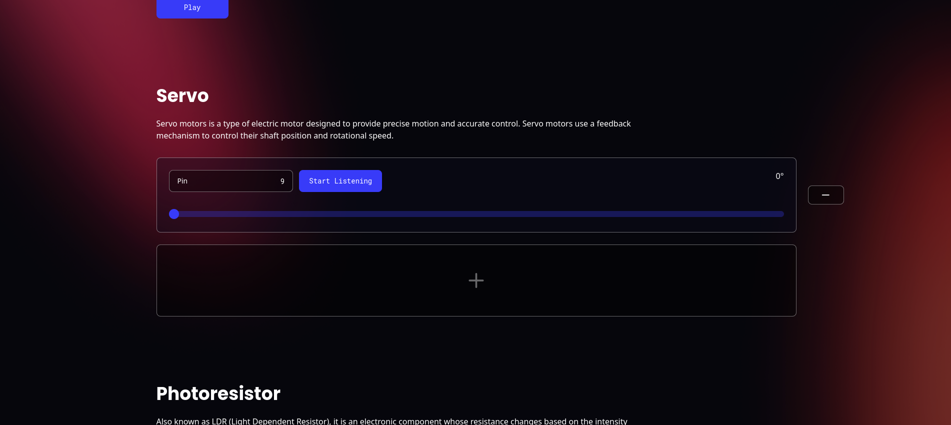 Play
Servo
Servo motors is a type of electric motor designed to provide precise motion and accurate control. Servo motors use a feedback
mechanism to control their shaft position and rotational speed.
Pin 9 Start Listening 0°
Photoresistor
Also known as LDR (Light Dependent Resistor), it is an electronic component whose resistance changes based on the intensity